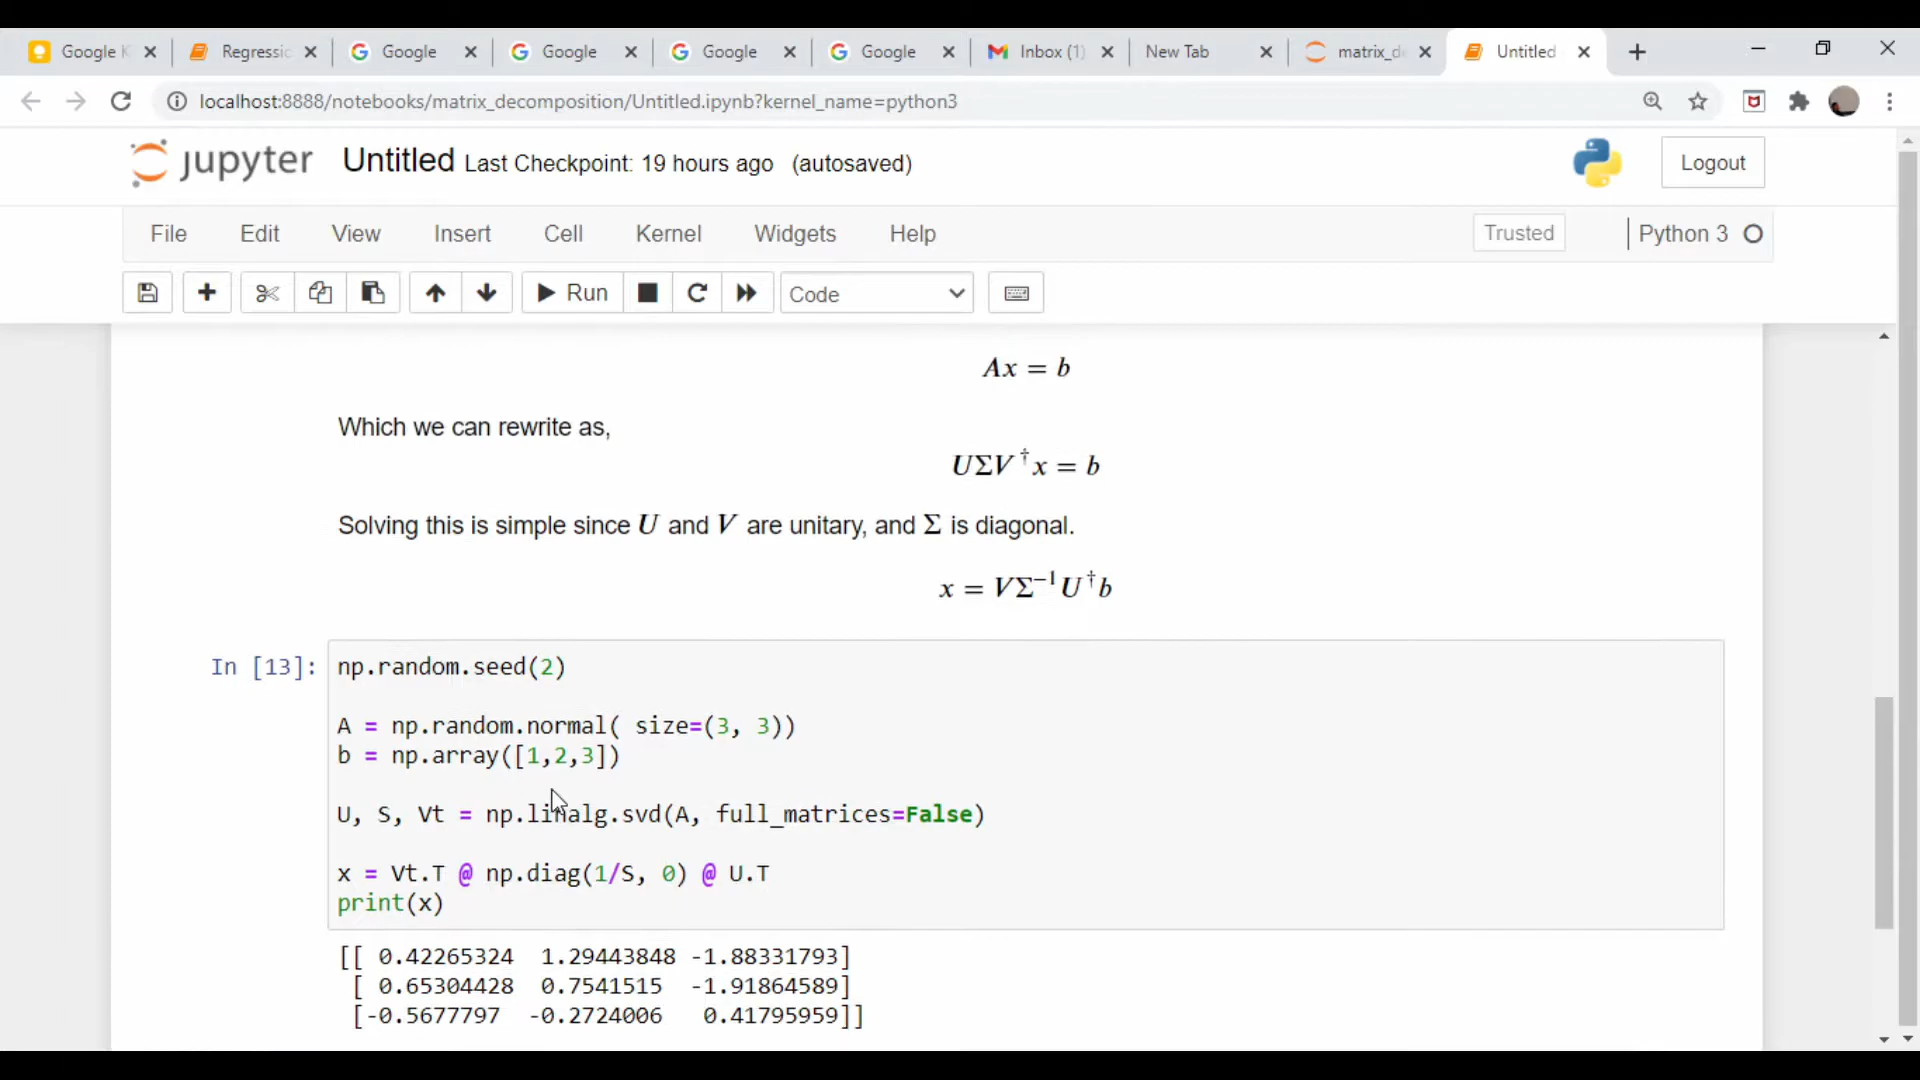 Google K
Regressic
Google
Google
Google
Google
Inbox (1)
New Tab
matrix_de
Untitled
localhost:8888/notebooks/matrix_decomposition/Untitled.ipynb?kernel_name=python3
jupyter Untitled Last Checkpoint: 19 hours ago (autosaved)
Logout
File Edit View Insert Cell Kernel Widgets Help
Trusted
Python 3
Run
Code
Ax = b
Which we can rewrite as,
UΣV†x = b
Solving this is simple since U and V are unitary, and Σ is diagonal.
x = VΣ⁻¹U†b
In [13]:
np.random.seed(2)
A = np.random.normal( size=(3, 3))
b = np.array([1,2,3])
U, S, Vt = np.linalg.svd(A, full_matrices=False)
x = Vt.T @ np.diag(1/S, 0) @ U.T
print(x)
[[ 0.42265324 1.29443848 -1.88331793]
[ 0.65304428 0.7541515 -1.91864589]
[-0.5677797 -0.2724006 0.41795959]]